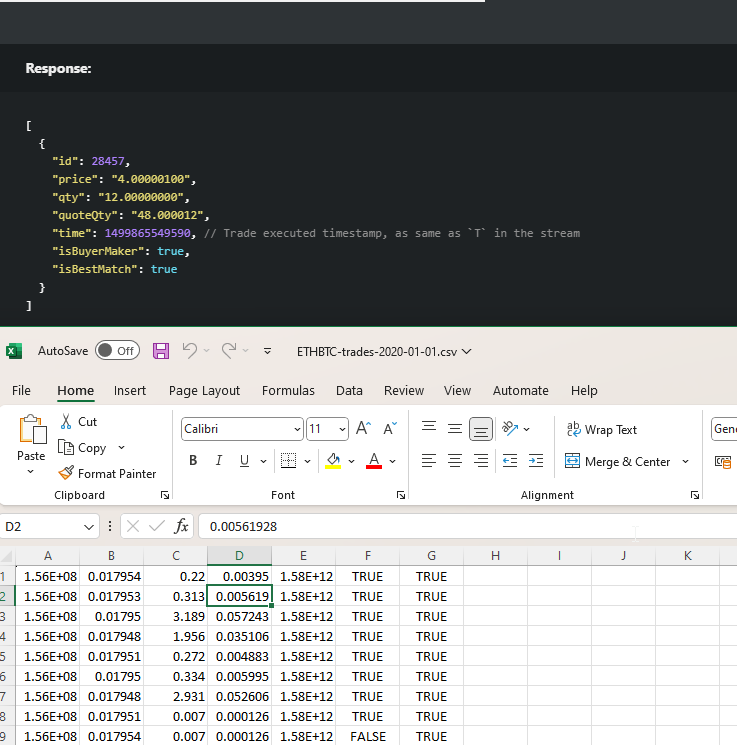 Response:
[
{
"id": 28457,
"price": "4.00000100",
"qty": "12.00000000",
"quoteQty": "48.000012",
"time": 1499865549590, // Trade executed timestamp, as same as `T` in the stream
"isBuyerMaker": true,
"isBestMatch": true
}
]
AutoSave Off ETHBTC-trades-2020-01-01.csv
File Home Insert Page Layout Formulas Data Review View Automate Help
Paste Cut Copy Format Painter
Calibri 11 A A
B I U A
ab Wrap Text
Merge & Center
Gene
Clipboard Font Alignment
D2 fx 0.00561928
A B C D E F G H I J K
1 1.56E+08 0.017954 0.22 0.00395 1.58E+12 TRUE TRUE
2 1.56E+08 0.017953 0.313 0.005619 1.58E+12 TRUE TRUE
3 1.56E+08 0.01795 3.189 0.057243 1.58E+12 TRUE TRUE
4 1.56E+08 0.017948 1.956 0.035106 1.58E+12 TRUE TRUE
5 1.56E+08 0.017951 0.272 0.004883 1.58E+12 TRUE TRUE
6 1.56E+08 0.01795 0.334 0.005995 1.58E+12 TRUE TRUE
7 1.56E+08 0.017948 2.931 0.052606 1.58E+12 TRUE TRUE
8 1.56E+08 0.017951 0.007 0.000126 1.58E+12 TRUE TRUE
9 1.56E+08 0.017954 0.007 0.000126 1.58E+12 FALSE TRUE